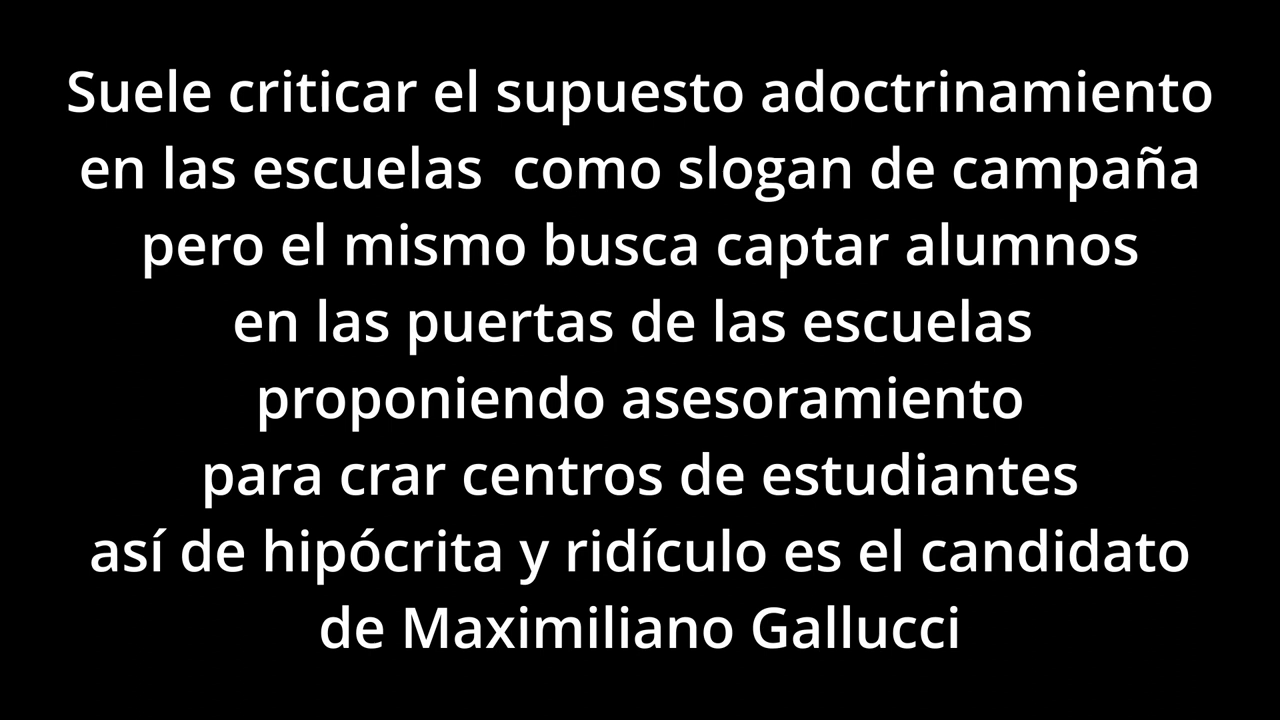 Suele criticar el supuesto adoctrinamiento
en las escuelas  como slogan de campaña
pero el mismo busca captar alumnos
en las puertas de las escuelas
proponiendo asesoramiento
para crar centros de estudiantes
así de hipócrita y ridículo es el candidato
de Maximiliano Gallucci